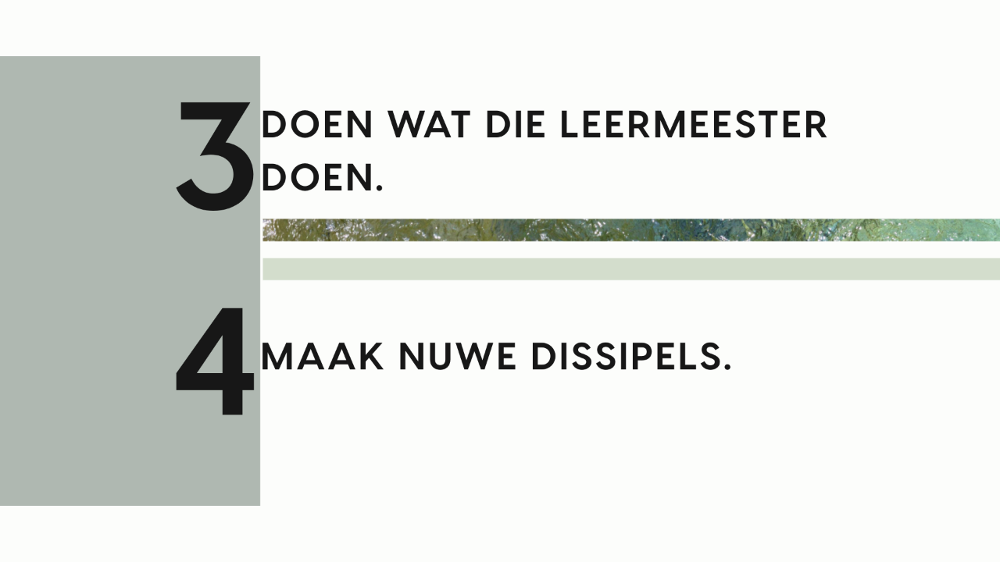 3
DOEN WAT DIE LEERMEESTER
DOEN.
4
MAAK NUWE DISSIPELS.